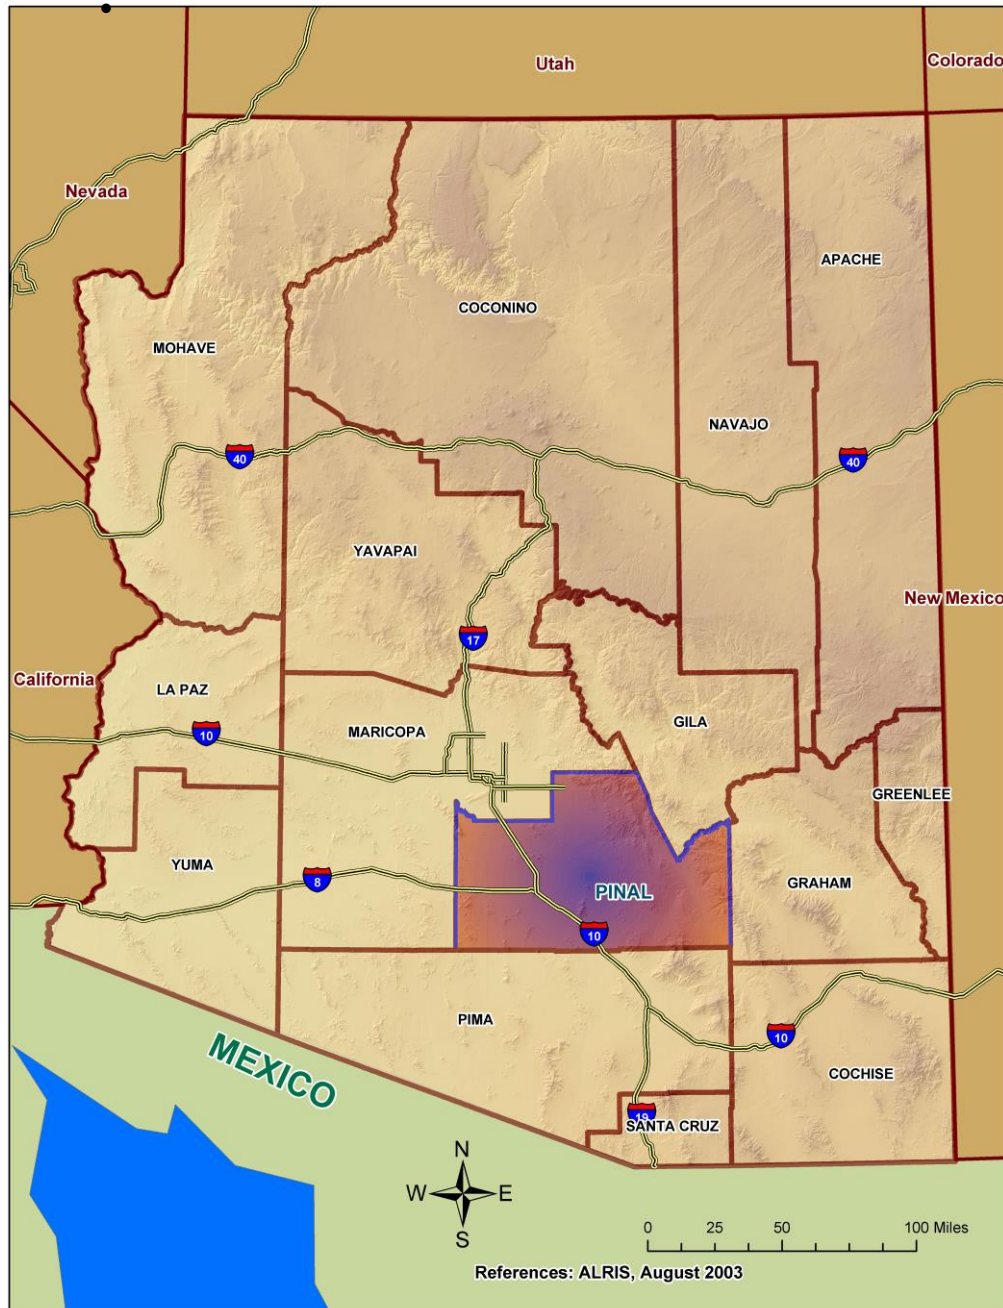 Utah
Colorado
Nevada
APACHE
COCONINO
MOHAVE
NAVAJO
40
40
YAVAPAI
New Mexico
17
California
LA PAZ
GILA
10
MARICOPA
GREENLEE
YUMA
8
PINAL
GRAHAM
10
PIMA
10
MEXICO
COCHISE
19
SANTA CRUZ
N
W E
S
0 25 50 100 Miles
References: ALRIS, August 2003